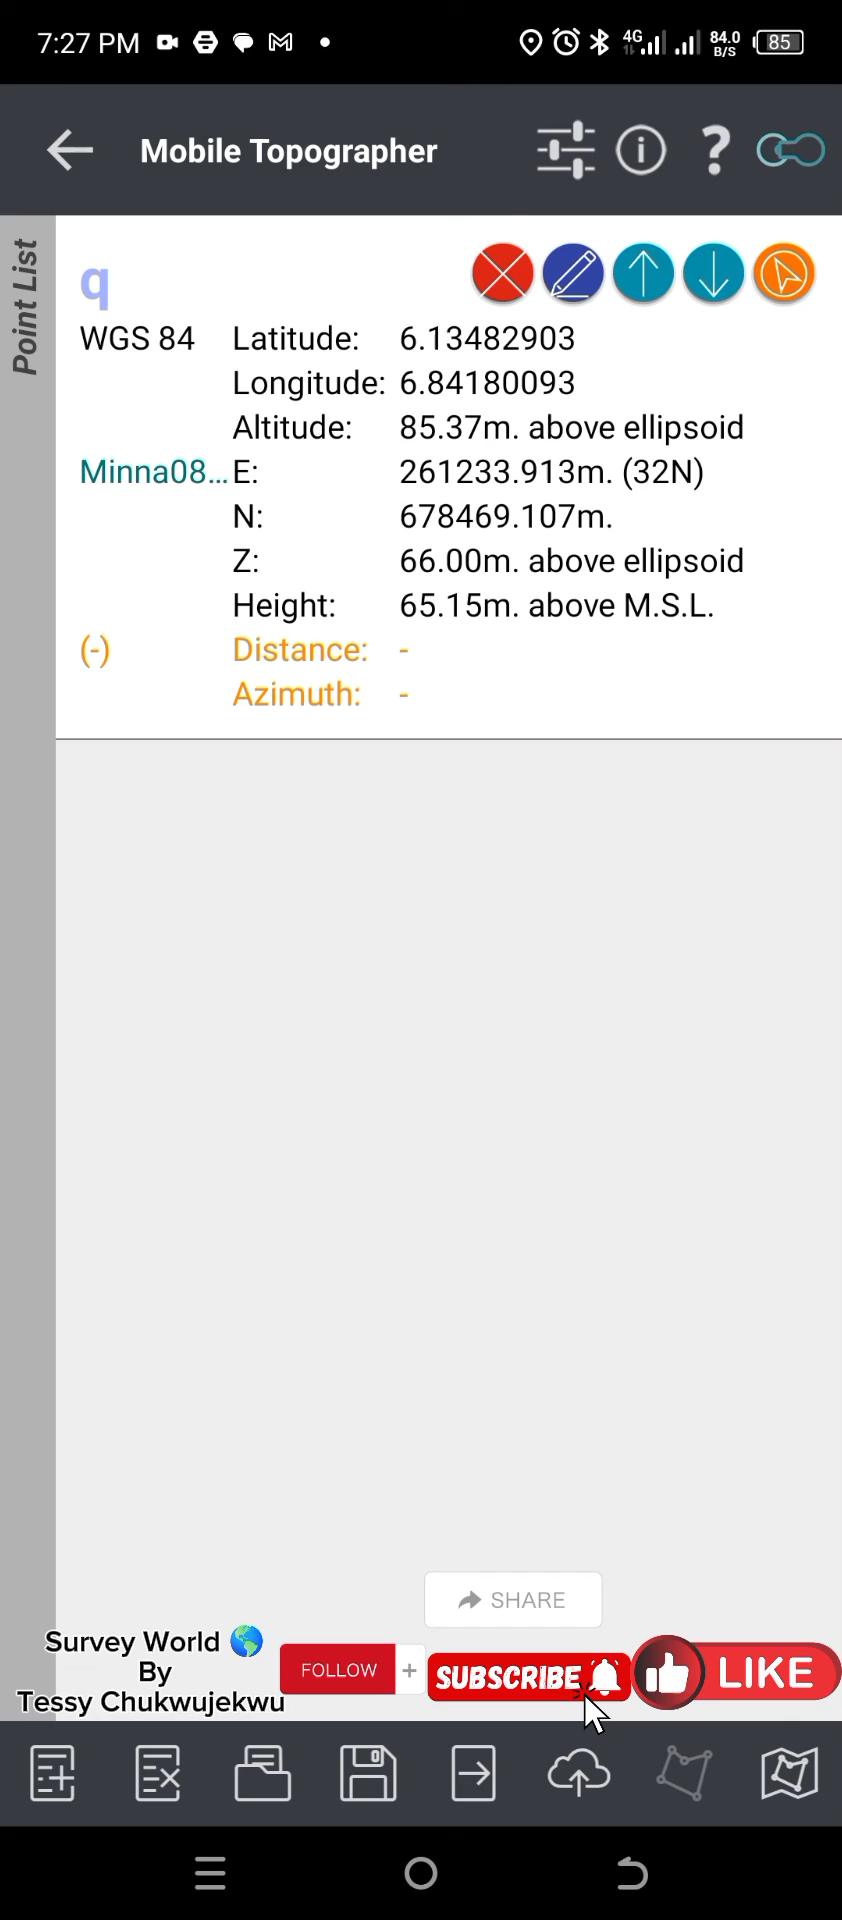 7:27 PM 4G 84.0 B/S 85
Mobile Topographer
Point List
q
WGS 84 Latitude: 6.13482903
Longitude: 6.84180093
Altitude: 85.37m. above ellipsoid
Minna08... E: 261233.913m. (32N)
N: 678469.107m.
Z: 66.00m. above ellipsoid
Height: 65.15m. above M.S.L.
(-) Distance: -
Azimuth: -
SHARE
Survey World
By
Tessy Chukwujekwu
FOLLOW +
SUBSCRIBE
LIKE